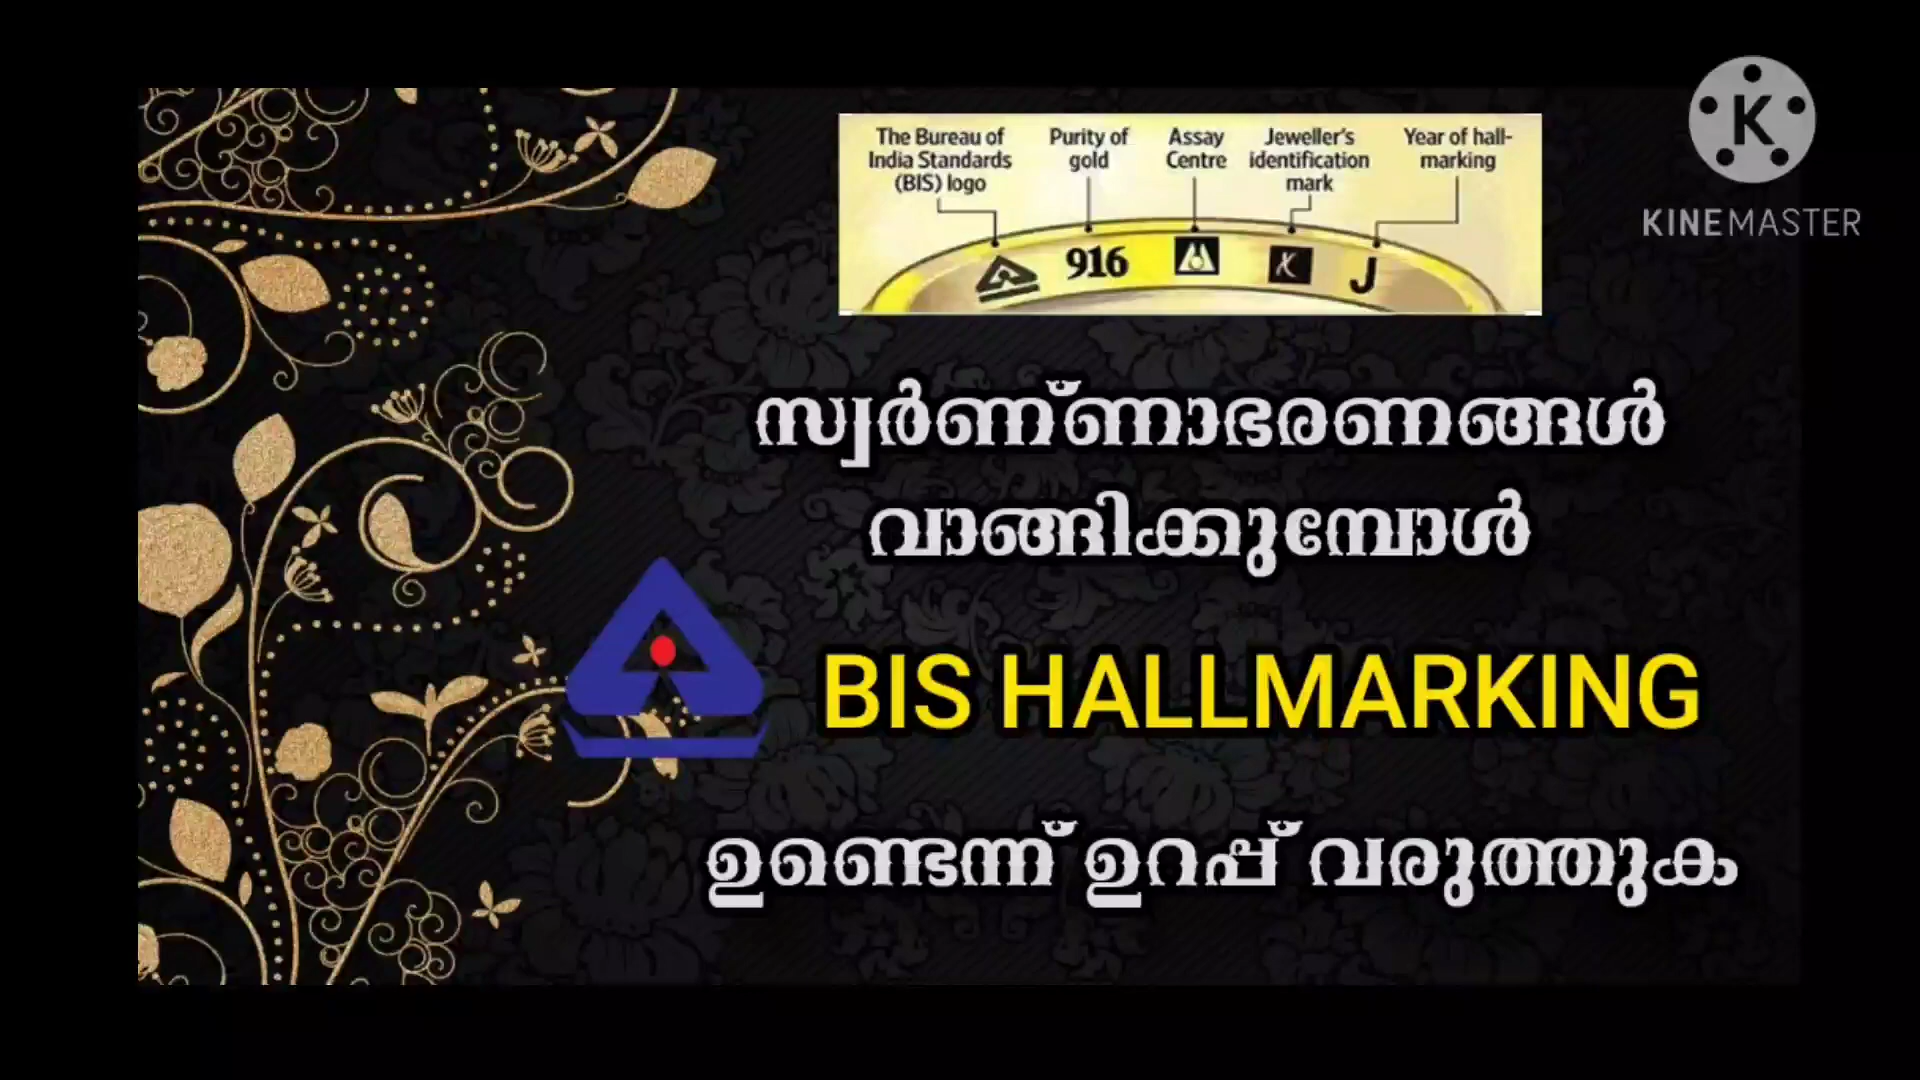 The Bureau of India Standards (BIS) logo
Purity of gold
Assay Centre
Jeweller's identification mark
Year of hall-marking
916
K
J
K
KINEMASTER
സ്വർണ്ണാഭരണങ്ങൾ
വാങ്ങിക്കുമ്പോൾ
BIS HALLMARKING
ഉണ്ടെന്ന് ഉറപ്പ് വരുത്തുക